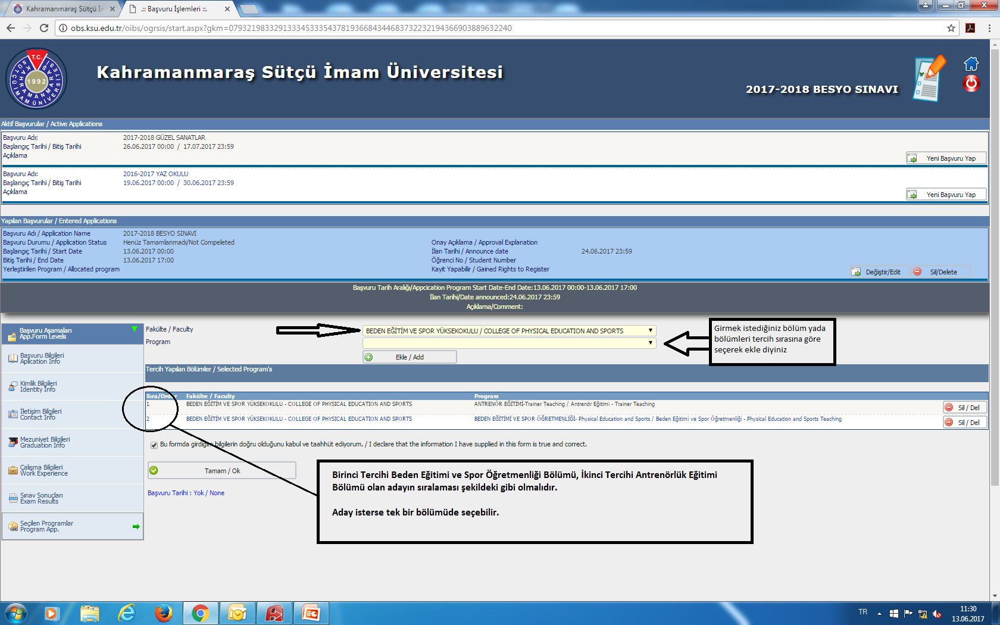 Kahramanmaraş Sütçü İm
.:: Başvuru İşlemleri ::.
obs.ksu.edu.tr/oibs/ogrsis/start.aspx?gkm=0793219833291333453335437819366843446837322321943669038896322​40
T.C.
KAHRAMANMARAŞ SÜTÇÜ İMAM ÜNİVERSİTESİ
1992
Kahramanmaraş Sütçü İmam Üniversitesi
2017-2018 BESYO SINAVI
Aktif Başvurular / Active Applications
Başvuru Adı: 2017-2018 GÜZEL SANATLAR
Başlangıç Tarihi / Bitiş Tarihi 26.06.2017 00:00 / 17.07.2017 23:59
Açıklama
Yeni Başvuru Yap
Başvuru Adı: 2016-2017 YAZ OKULU
Başlangıç Tarihi / Bitiş Tarihi 19.06.2017 00:00 / 30.06.2017 23:59
Açıklama
Yeni Başvuru Yap
Yapılan Başvurular / Entered Applications
Başvuru Adı / Application Name 2017-2018 BESYO SINAVI
Başvuru Durumu / Application Status Henüz Tamamlanmadı/Not Compeleted Onay Açıklama / Approval Explanation
Başlangıç Tarihi / Start Date 13.06.2017 00:00 İlan Tarihi / Announce date 24.06.2017 23:59
Bitiş Tarihi / End Date 13.06.2017 17:00 Öğrenci No / Student Number
Yerleştirilen Program / Allocated program Kayit Yapabilir / Gained Rights to Register
Değiştir/Edit Sil/Delete
Başvuru Tarih Aralığı/Appcication Program Start Date-End Date:13.06.2017 00:00-13.06.2017 17:00
İlan Tarihi/Date announced:24.06.2017 23:59
Açıklama/Comment:
Başvuru Aşamaları
App.Form Levels
Başvuru Bilgileri
Aplication Info
Kimlik Bilgileri
Identity Info
İletişim Bilgileri
Contact Info
Mezuniyet Bilgileri
Graduation Info
Çalışma Bilgileri
Work Experience
Sınav Sonuçları
Exam Results
Seçilen Programlar
Program App.
Fakülte / Faculty BEDEN EĞİTİM VE SPOR YÜKSEKOKULU / COLLEGE OF PHYSICAL EDUCATION AND SPORTS
Program
Ekle / Add
Girmek istediğiniz bölüm yada
bölümleri tercih sırasına göre
seçerek ekle diyiniz
Tercih Yapılan Bölümler / Selected Program's
Sıra/Order Fakülte / Faculty Program
1 BEDEN EĞİTİM VE SPOR YÜKSEKOKULU - COLLEGE OF PHYSICAL EDUCATION AND SPORTS ANTRENÖR EĞİTİMİ-Trainer Teaching / Antrenör Eğitimi - Trainer Teaching Sil / Del
2 BEDEN EĞİTİM VE SPOR YÜKSEKOKULU - COLLEGE OF PHYSICAL EDUCATION AND SPORTS BEDEN EĞİTİMİ VE SPOR ÖĞRETMENLİĞİ- Physical Education and Sports / Beden Eğitimi ve Spor Öğretmenliği - Physical Education and Sports Teaching Sil / Del
Bu formda girdiğim bilgilerin doğru olduğunu kabul ve taahhüt ediyorum. / I declare that the information I have supplied in this form is true and correct.
Tamam / Ok
Başvuru Tarihi : Yok / None
Birinci Tercihi Beden Eğitimi ve Spor Öğretmenliği Bölümü, İkinci Tercihi Antrenörlük Eğitimi
Bölümü olan adayın sıralaması şekildeki gibi olmalıdır.
Aday isterse tek bir bölümüde seçebilir.
TR
11:30
13.06.2017